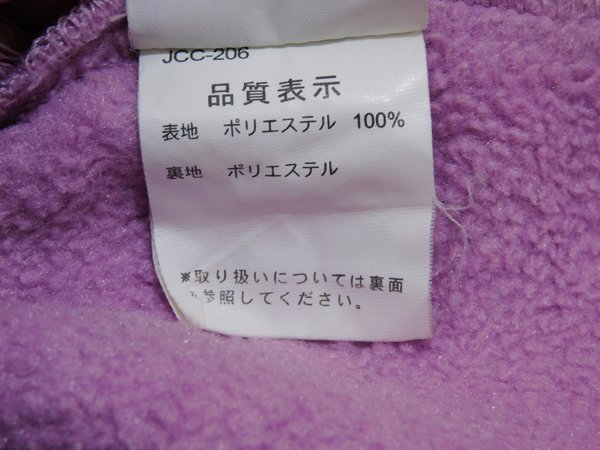 JCC-206
品質表示
表地 ポリエステル 100%
裏地 ポリエステル
※取り扱いについては裏面
を参照してください。